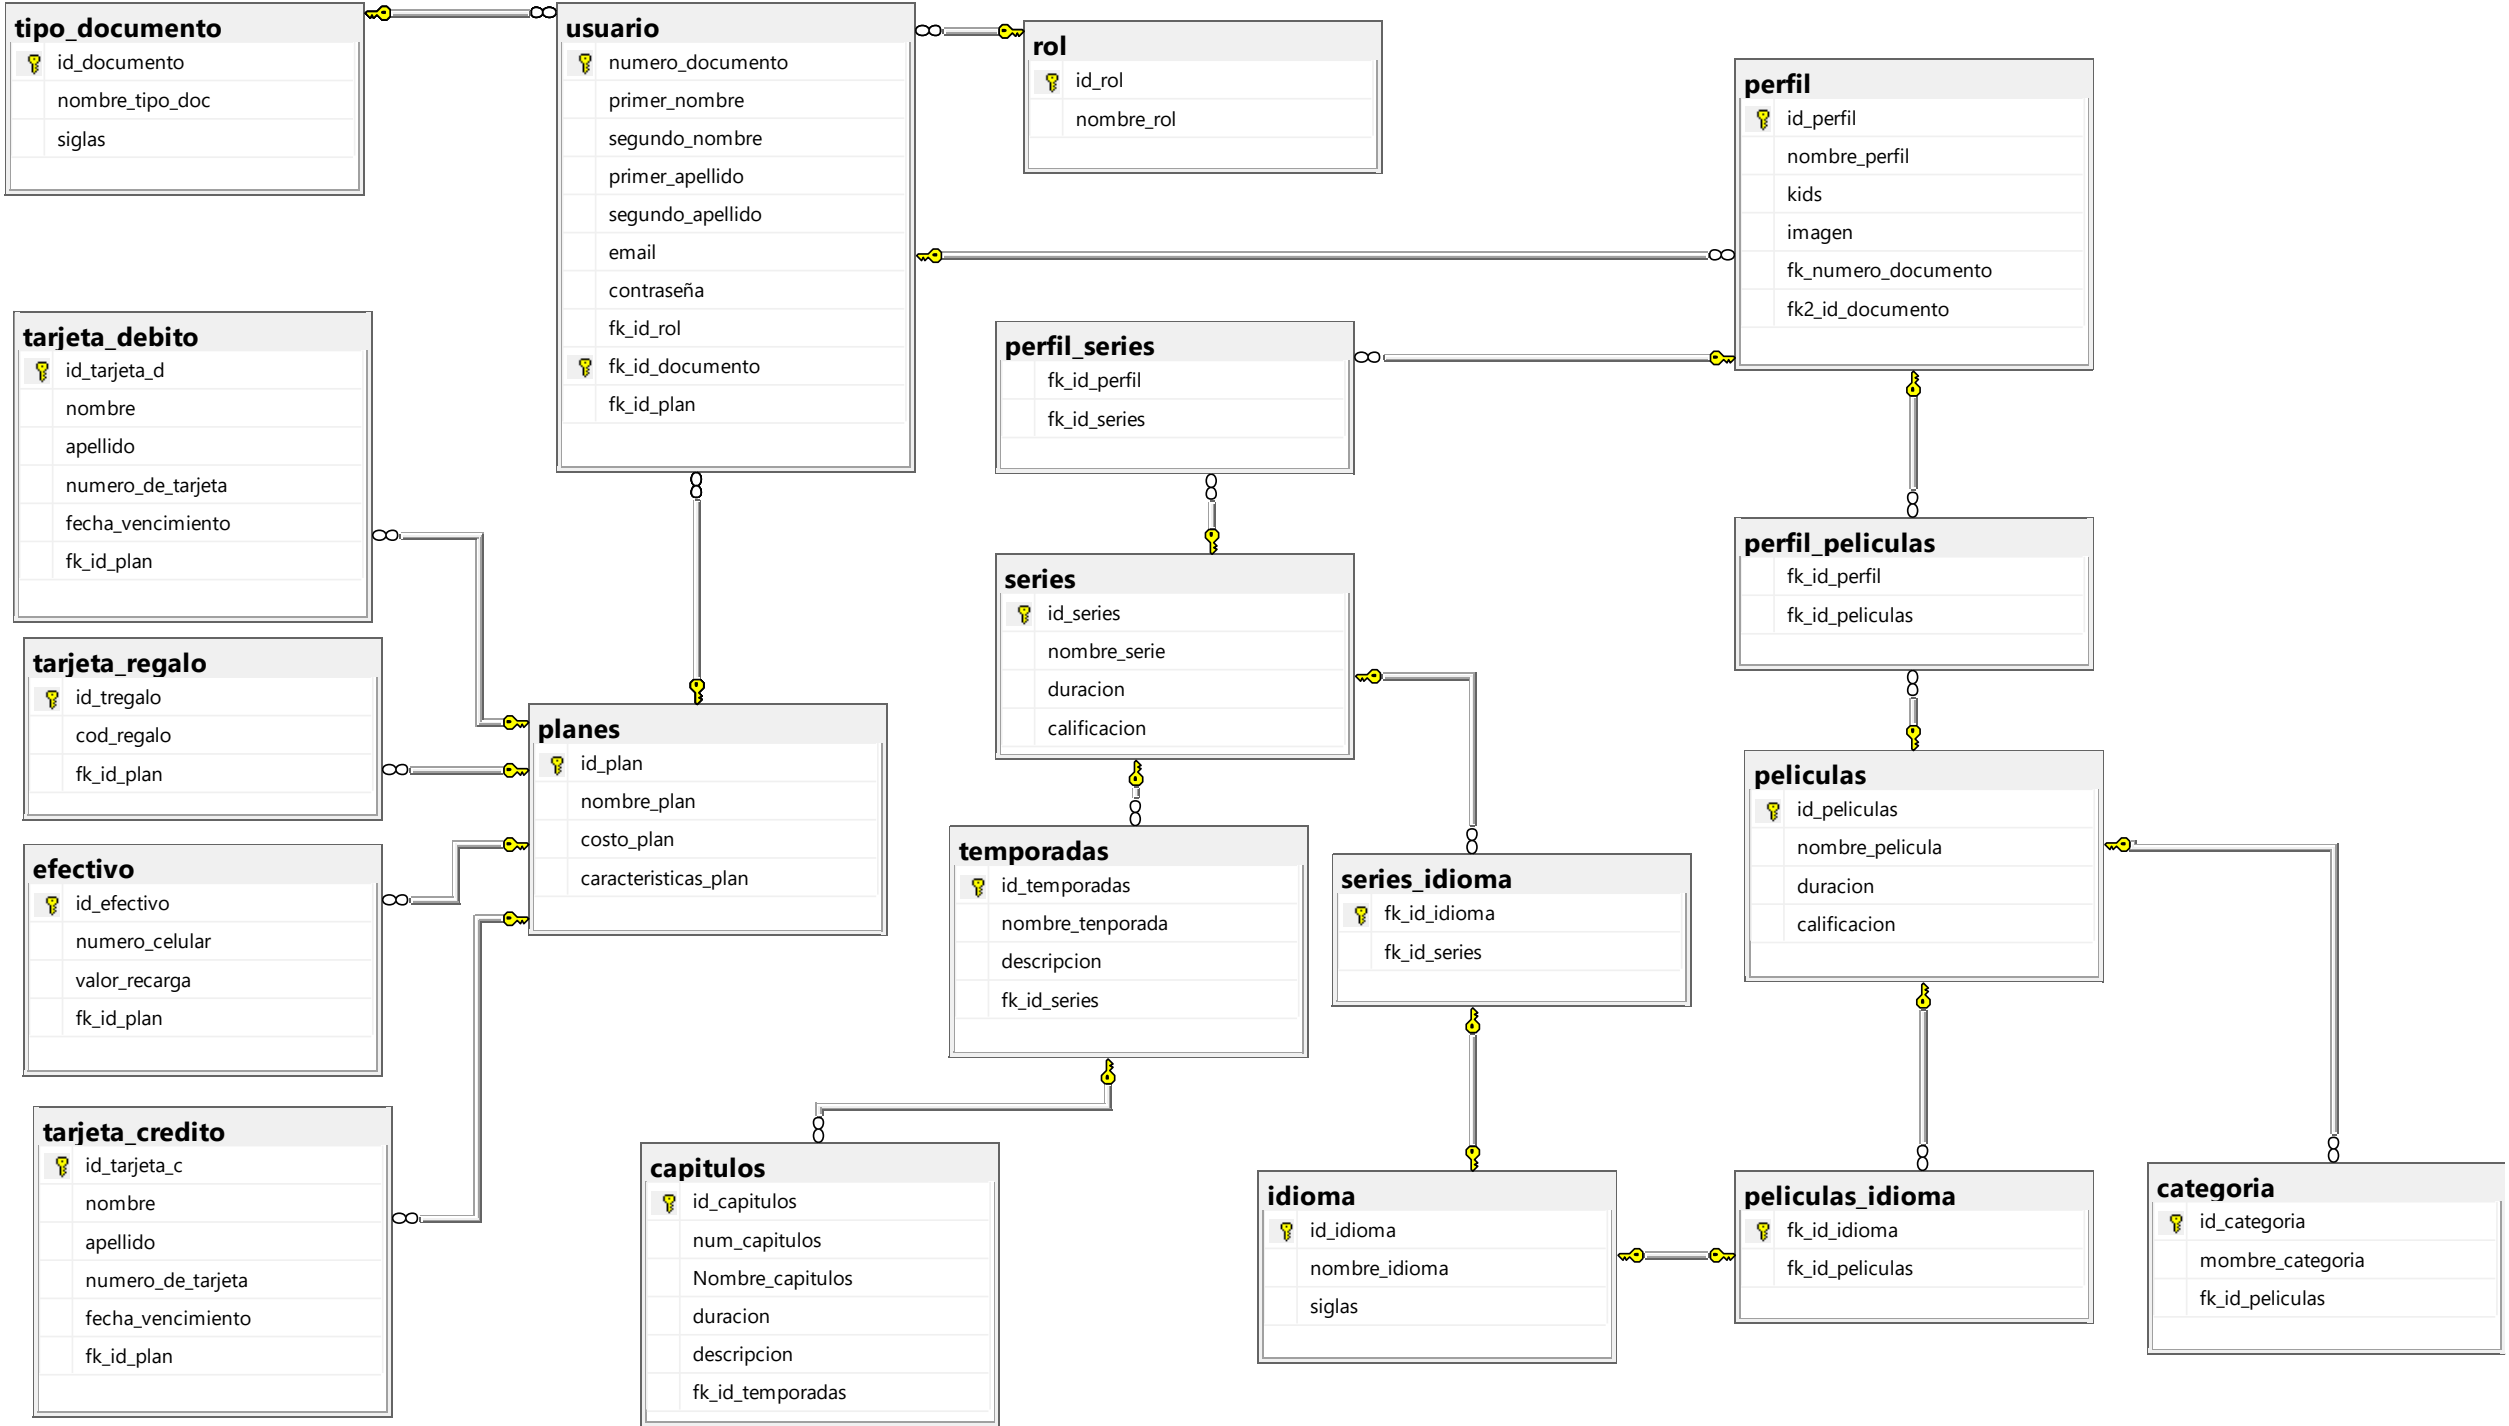 tipo_documento
id_documento
nombre_tipo_doc
siglas
usuario
numero_documento
primer_nombre
segundo_nombre
primer_apellido
segundo_apellido
email
contraseña
fk_id_rol
fk_id_documento
fk_id_plan
rol
id_rol
nombre_rol
perfil
id_perfil
nombre_perfil
kids
imagen
fk_numero_documento
fk2_id_documento
tarjeta_debito
id_tarjeta_d
nombre
apellido
numero_de_tarjeta
fecha_vencimiento
fk_id_plan
perfil_series
fk_id_perfil
fk_id_series
perfil_peliculas
fk_id_perfil
fk_id_peliculas
series
id_series
nombre_serie
duracion
calificacion
tarjeta_regalo
id_tregalo
cod_regalo
fk_id_plan
planes
id_plan
nombre_plan
costo_plan
caracteristicas_plan
peliculas
id_peliculas
nombre_pelicula
duracion
calificacion
efectivo
id_efectivo
numero_celular
valor_recarga
fk_id_plan
temporadas
id_temporadas
nombre_tenporada
descripcion
fk_id_series
series_idioma
fk_id_idioma
fk_id_series
tarjeta_credito
id_tarjeta_c
nombre
apellido
numero_de_tarjeta
fecha_vencimiento
fk_id_plan
capitulos
id_capitulos
num_capitulos
Nombre_capitulos
duracion
descripcion
fk_id_temporadas
idioma
id_idioma
nombre_idioma
siglas
peliculas_idioma
fk_id_idioma
fk_id_peliculas
categoria
id_categoria
mombre_categoria
fk_id_peliculas